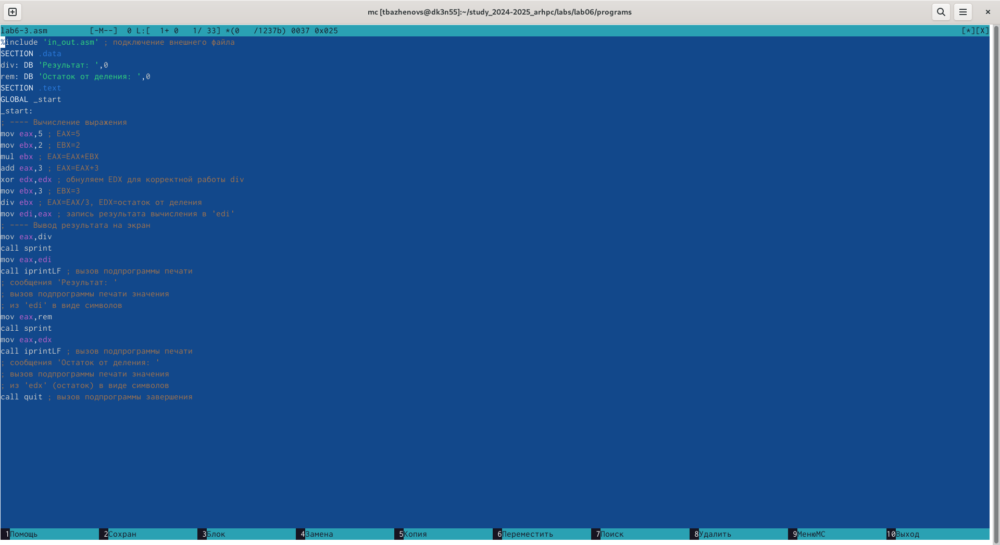 mc [tbazhenovs@dk3n55]:~/study_2024-2025_arhpc/labs/lab06/programs
lab6-3.asm [-M--] 0 L:[ 1+ 0 1/ 33] *(0 /1237b) 0037 0x025 [*][X]
%include 'in_out.asm' ; подключение внешнего файла
SECTION .data
div: DB 'Результат: ',0
rem: DB 'Остаток от деления: ',0
SECTION .text
GLOBAL _start
_start:
; ---- Вычисление выражения
mov eax,5 ; EAX=5
mov ebx,2 ; EBX=2
mul ebx ; EAX=EAX*EBX
add eax,3 ; EAX=EAX+3
xor edx,edx ; обнуляем EDX для корректной работы div
mov ebx,3 ; EBX=3
div ebx ; EAX=EAX/3, EDX=остаток от деления
mov edi,eax ; запись результата вычисления в 'edi'
; ---- Вывод результата на экран
mov eax,div
call sprint
mov eax,edi
call iprintLF ; вызов подпрограммы печати
; сообщения 'Результат: '
; вызов подпрограммы печати значения
; из 'edi' в виде символов
mov eax,rem
call sprint
mov eax,edx
call iprintLF ; вызов подпрограммы печати
; сообщения 'Остаток от деления: '
; вызов подпрограммы печати значения
; из 'edx' (остаток) в виде символов
call quit ; вызов подпрограммы завершения
1Помощь 2Сохран 3Блок 4Замена 5Копия 6Переместить 7Поиск 8Удалить 9МенюMC 10Выход